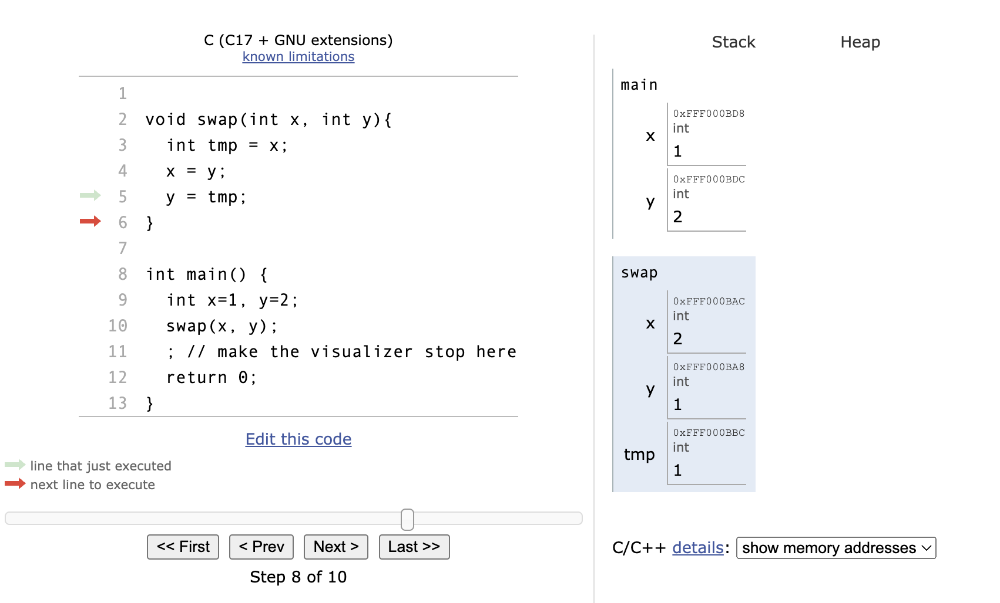 C (C17 + GNU extensions)
known limitations
1
2 void swap(int x, int y){
3   int tmp = x;
4   x = y;
5   y = tmp;
6 }
7
8 int main() {
9   int x=1, y=2;
10   swap(x, y);
11   ; // make the visualizer stop here
12   return 0;
13 }
Edit this code
line that just executed
next line to execute
<< First < Prev Next > Last >>
Step 8 of 10
Stack Heap
main
0xFFF000BD8
int
x
1
0xFFF000BDC
int
y
2
swap
0xFFF000BAC
int
x
2
0xFFF000BA8
int
y
1
0xFFF000BBC
int
tmp
1
C/C++ details: show memory addresses